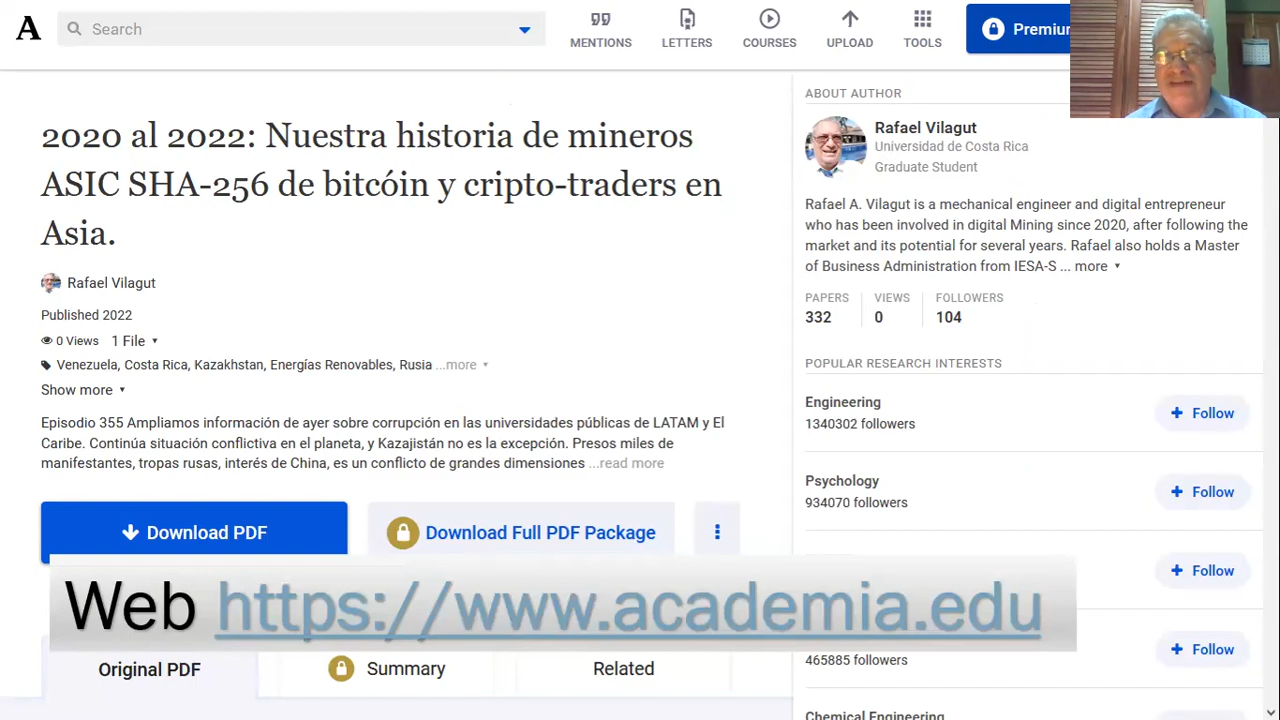 A
Search
MENTIONS
LETTERS
COURSES
UPLOAD
TOOLS
2020 al 2022: Nuestra historia de mineros
ASIC SHA-256 de bitcóin y cripto-traders en
Asia.
Rafael Vilagut
Published 2022
0 Views 1 File
Venezuela, Costa Rica, Kazakhstan, Energías Renovables, Rusia ...more
Show more
Episodio 355 Ampliamos información de ayer sobre corrupción en las universidades públicas de LATAM y El
Caribe. Continúa situación conflictiva en el planeta, y Kazajistán no es la excepción. Presos miles de
manifestantes, tropas rusas, interés de China, es un conflicto de grandes dimensiones ...read more
Download PDF
Download Full PDF Package
Web https://www.academia.edu
Original PDF
Summary
Related
ABOUT AUTHOR
Rafael Vilagut
Universidad de Costa Rica
Graduate Student
Rafael A. Vilagut is a mechanical engineer and digital entrepreneur
who has been involved in digital Mining since 2020, after following the
market and its potential for several years. Rafael also holds a Master
of Business Administration from IESA-S ... more
PAPERS VIEWS FOLLOWERS
332 0 104
POPULAR RESEARCH INTERESTS
Engineering
1340302 followers
+ Follow
Psychology
934070 followers
+ Follow
+ Follow
465885 followers
+ Follow
Chemical Engineering